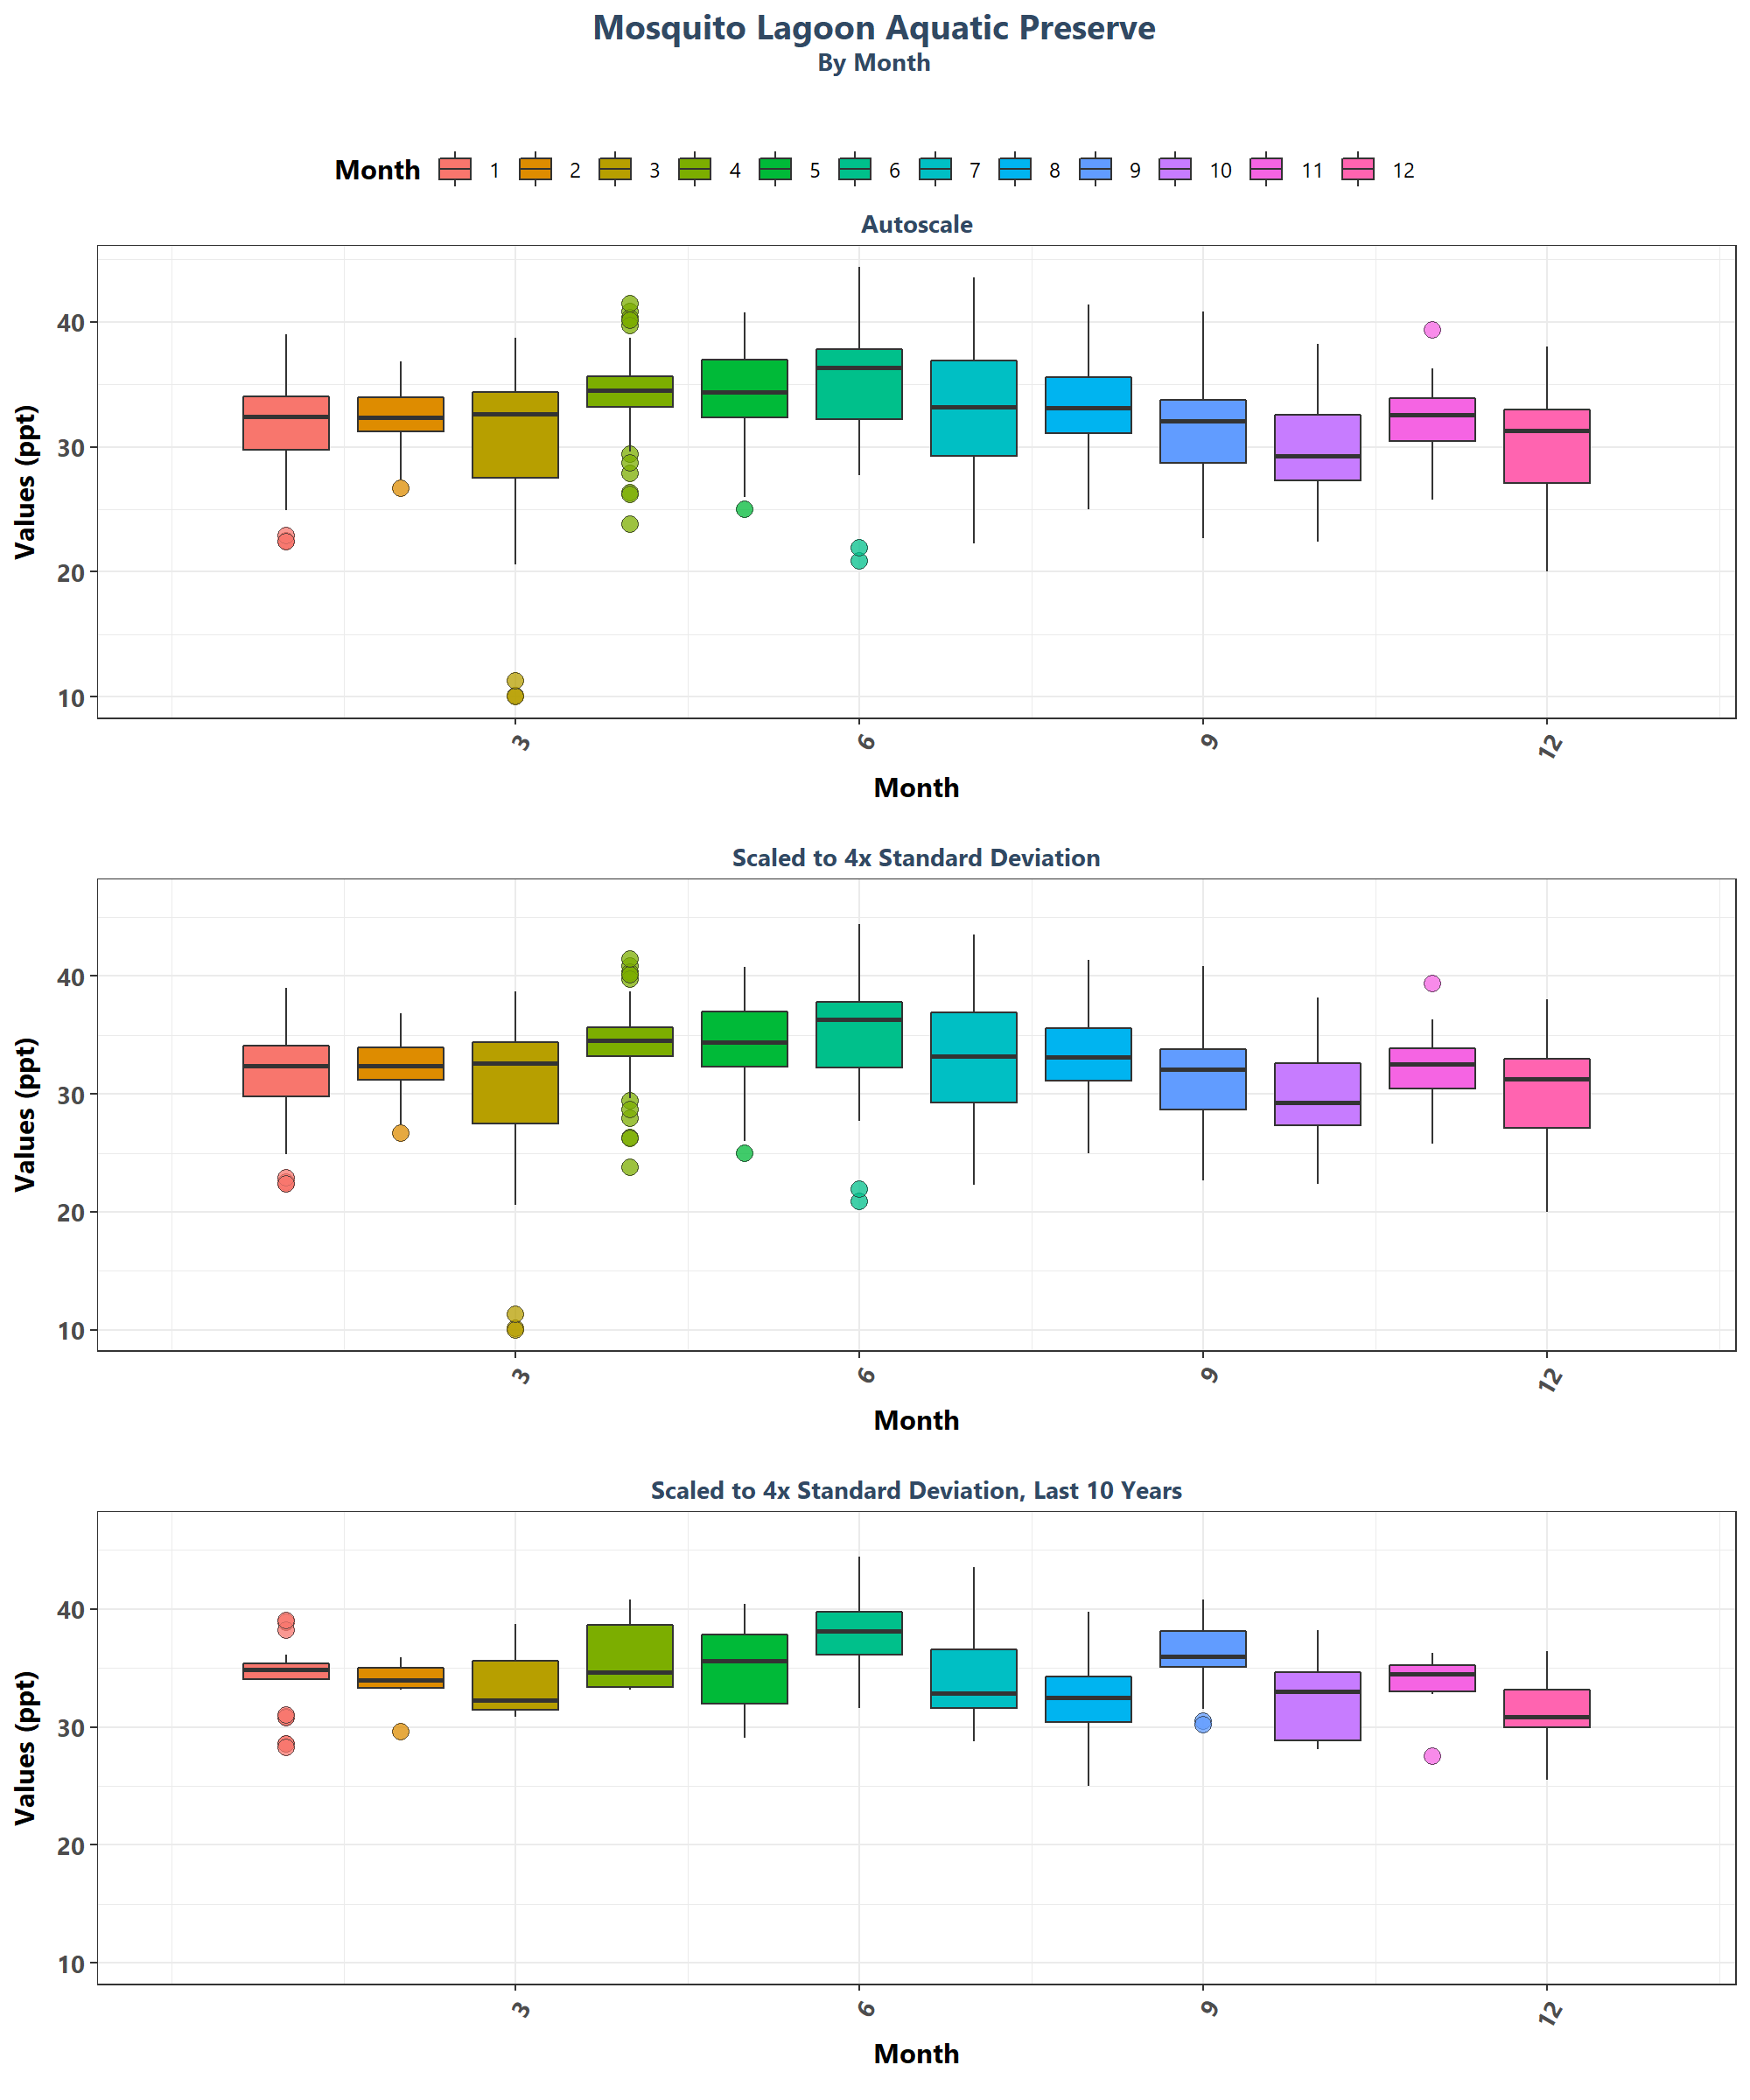 Mosquito Lagoon Aquatic Preserve
By Month
Month 1 2 3 4 5 6 7 8 9 10 11 12
Autoscale
Values (ppt)
40
30
20
10
3 6 9 12
Month
Scaled to 4x Standard Deviation
Values (ppt)
40
30
20
10
3 6 9 12
Month
Scaled to 4x Standard Deviation, Last 10 Years
Values (ppt)
40
30
20
10
3 6 9 12
Month